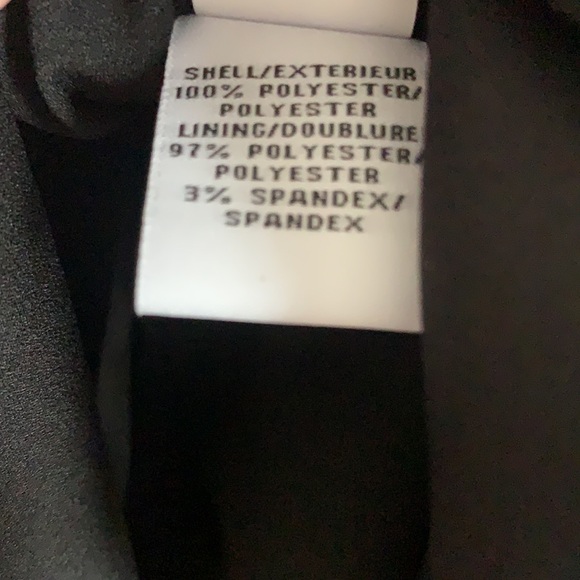 SHELL/EXTERIEUR
100% POLYESTER/
POLYESTER
LINING/DOUBLURE
97% POLYESTER/
POLYESTER
3% SPANDEX/
SPANDEX